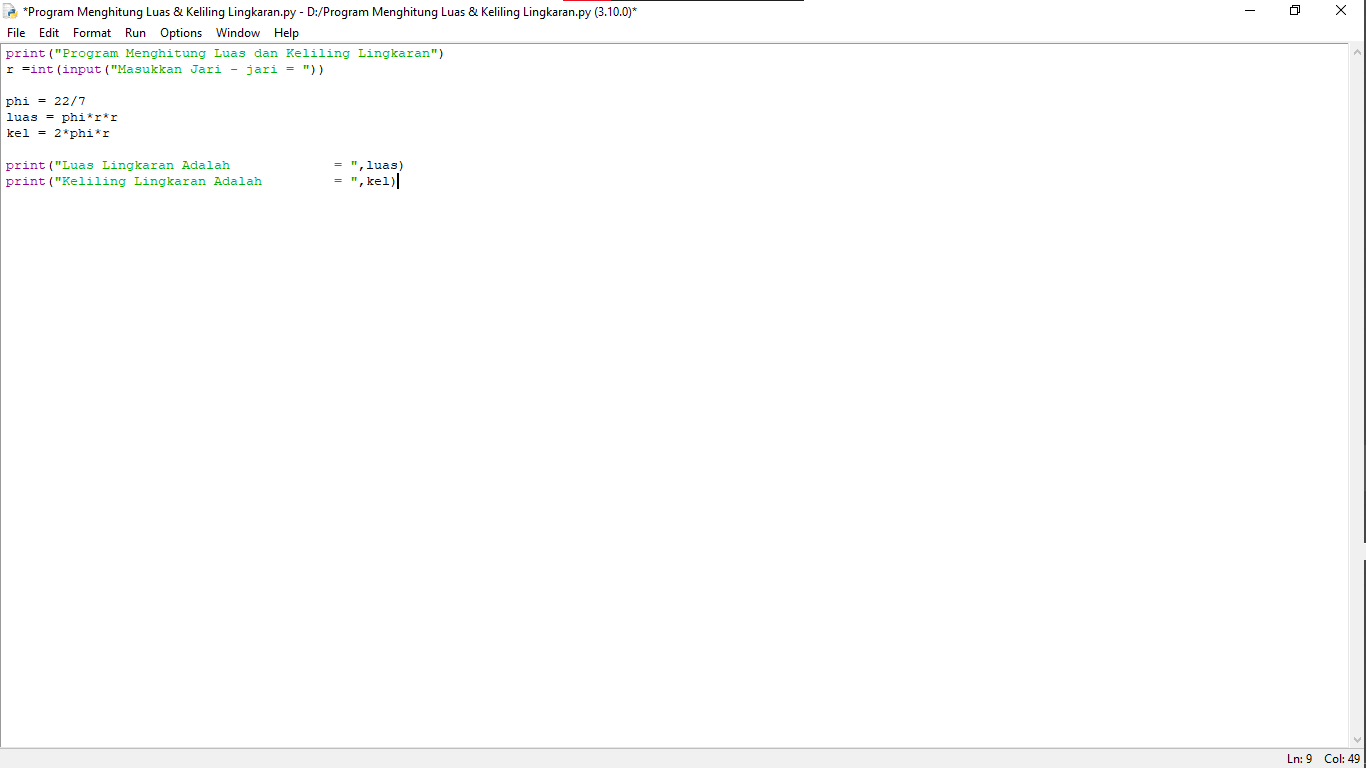 *Program Menghitung Luas & Keliling Lingkaran.py - D:/Program Menghitung Luas & Keliling Lingkaran.py (3.10.0)*
File Edit Format Run Options Window Help
print("Program Menghitung Luas dan Keliling Lingkaran")
r =int(input("Masukkan Jari - jari = "))
phi = 22/7
luas = phi*r*r
kel = 2*phi*r
print("Luas Lingkaran Adalah             = ",luas)
print("Keliling Lingkaran Adalah         = ",kel)
Ln: 9 Col: 49